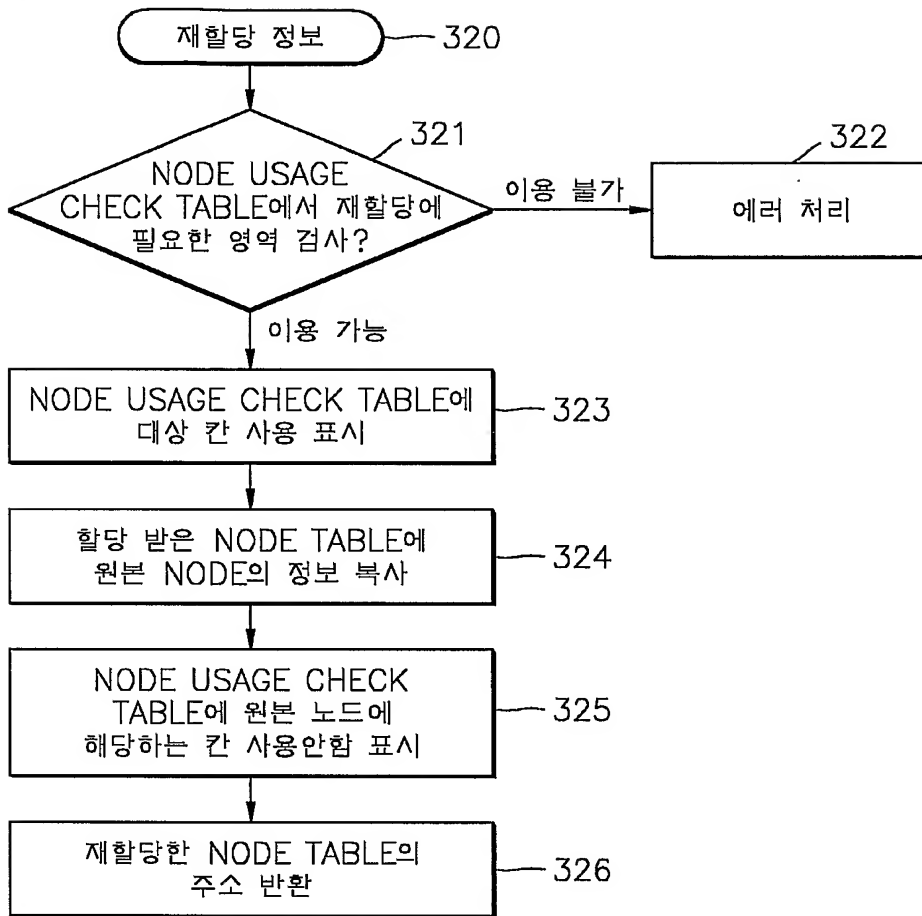 재할당 정보
320
321
NODE USAGE
CHECK TABLE에서 재할당에
필요한 영역 검사?
이용 불가
322
에러 처리
이용 가능
NODE USAGE CHECK TABLE에
대상 칸 사용 표시
323
할당 받은 NODE TABLE에
원본 NODE의 정보 복사
324
NODE USAGE CHECK
TABLE에 원본 노드에
해당하는 칸 사용안함 표시
325
재할당한 NODE TABLE의
주소 반환
326